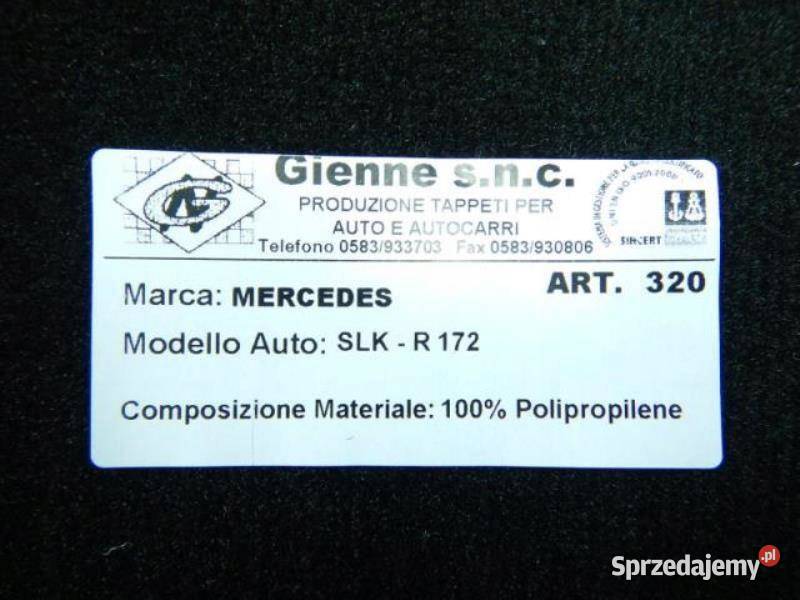 Gienne s.n.c.
PRODUZIONE TAPPETI PER
AUTO E AUTOCARRI
Telefono 0583/933703 Fax 0583/930806
SINCERT
ART. 320
Marca: MERCEDES
Modello Auto: SLK - R 172
Composizione Materiale: 100% Polipropilene
Sprzedajemy.pl